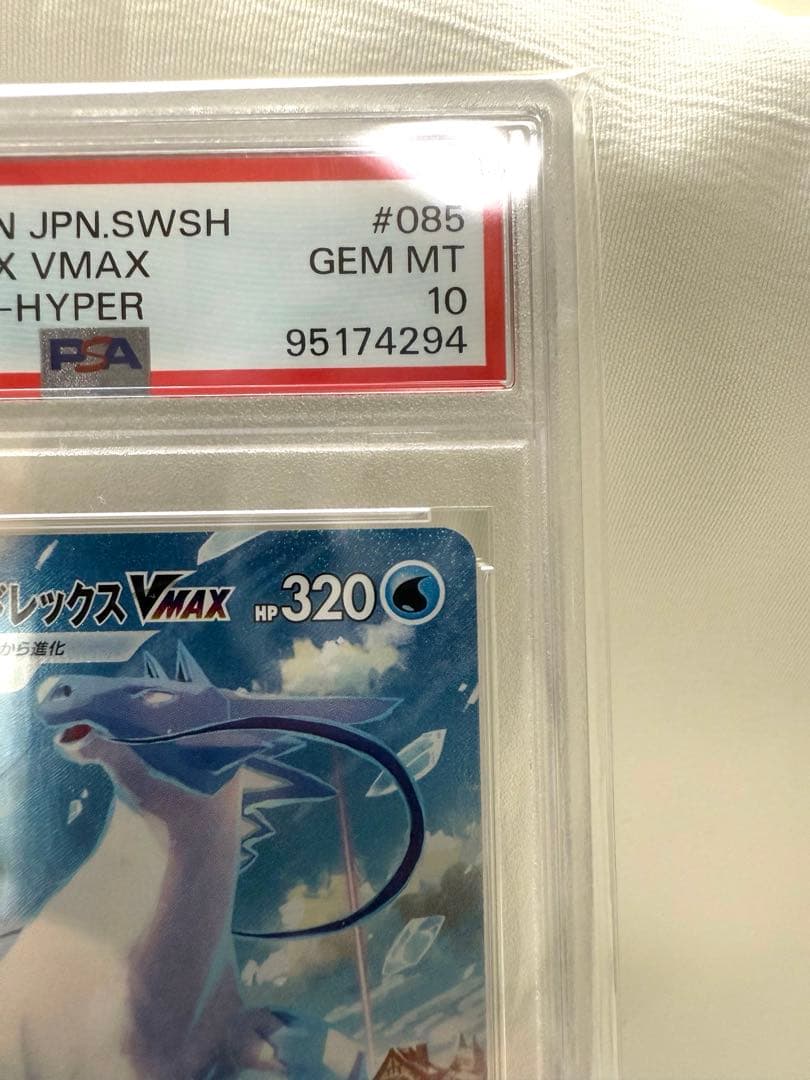 N JPN.SWSH #085
X VMAX GEM MT
-HYPER 10
PSA 95174294
レックスVMAX HP320
から進化